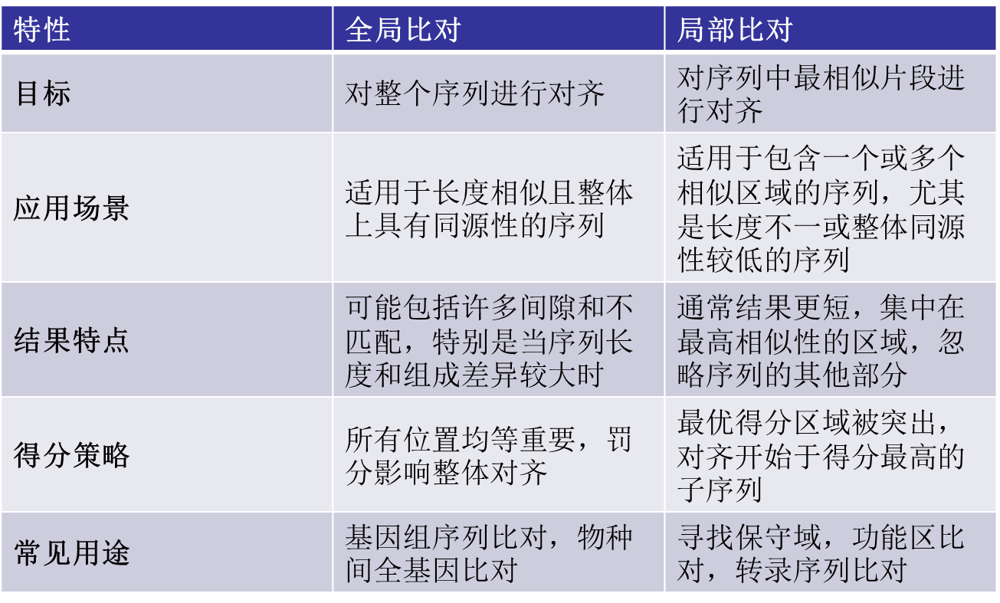 特性
全局比对
局部比对
目标
对整个序列进行对齐
对序列中最相似片段进
行对齐
应用场景
适用于长度相似且整体
上具有同源性的序列
适用于包含一个或多个
相似区域的序列，尤其
是长度不一或整体同源
性较低的序列
结果特点
可能包括许多间隙和不
匹配，特别是当序列长
度和组成差异较大时
通常结果更短，集中在
最高相似性的区域，忽
略序列的其他部分
得分策略
所有位置均等重要，罚
分影响整体对齐
最优得分区域被突出，
对齐开始于得分最高的
子序列
常见用途
基因组序列比对，物种
间全基因比对
寻找保守域，功能区比
对，转录序列比对